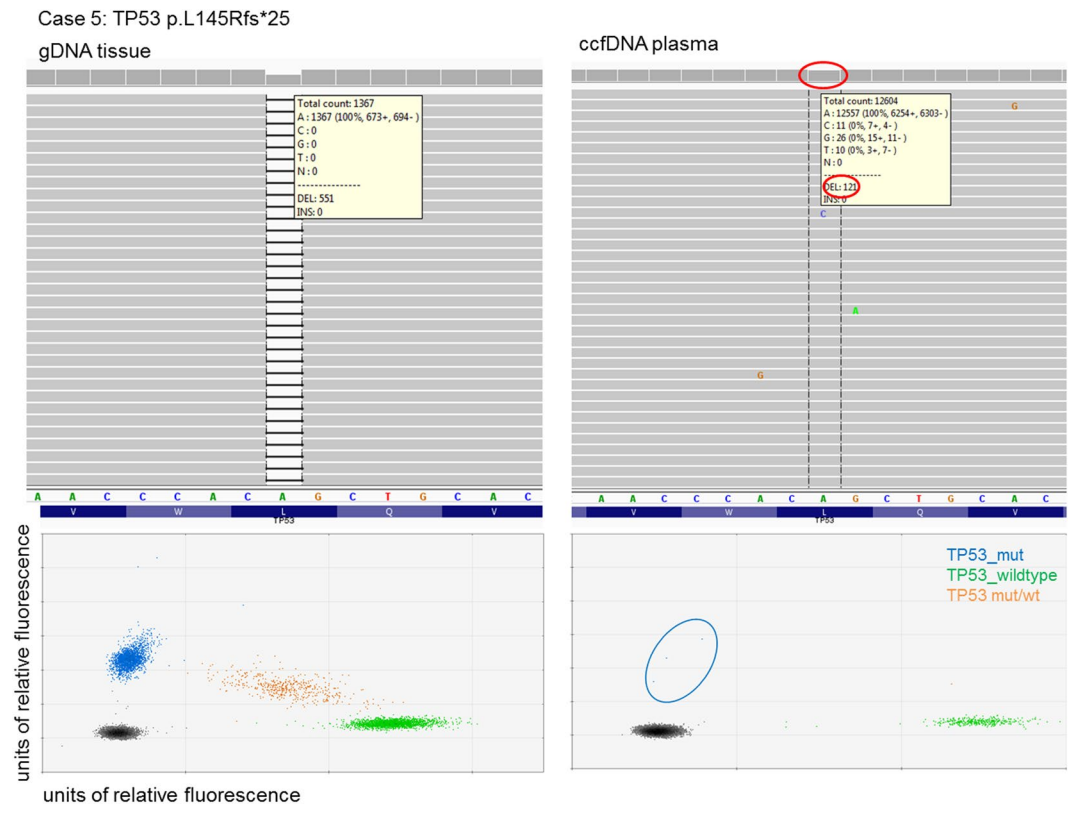 Case 5: TP53 p.L145Rfs*25
gDNA tissue
ccfDNA plasma
Total count: 1367
A : 1367 (100%, 673+, 694- )
C : 0
G : 0
T : 0
N : 0
---------------
DEL: 551
INS: 0
Total count: 12604
A : 12557 (100%, 6254+, 6303- )
C : 11 (0%, 7+, 4- )
G : 26 (0%, 15+, 11- )
T : 10 (0%, 3+, 7- )
N : 0
---------------
DEL: 121
INS: 0
G
C
A
G
A A C C C A C A G C T G C A C
V W L Q V
TP53
A A C C C A C A G C T G C A C
V W L Q V
TP53
units of relative fluorescence
TP53_mut
TP53_wildtype
TP53 mut/wt
units of relative fluorescence